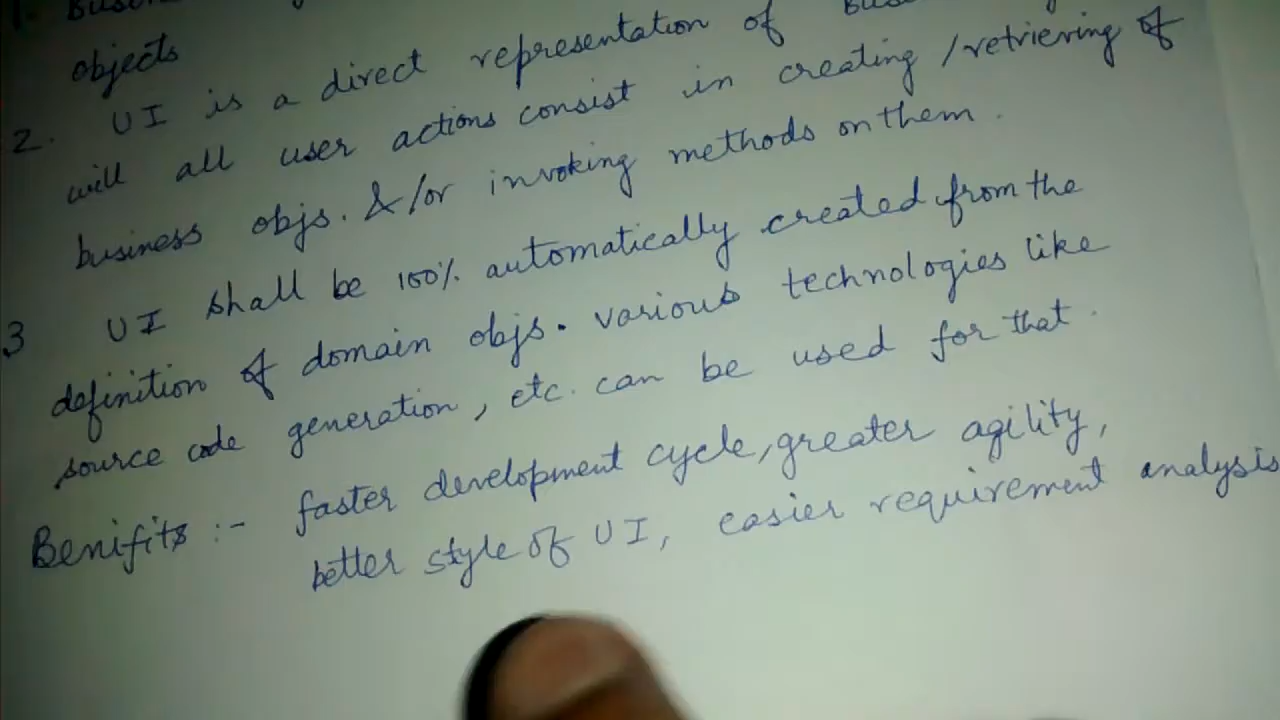 1.
objects
2. UI is a direct representation of
will all user actions consist in creating /retrieving of
business objs. &/or invoking methods on them.
3 UI shall be 100% automatically created from the
definition of domain objs. various technologies like
source code generation, etc. can be used for that.
Benifits :- faster development cycle, greater agility,
better style of UI, easier requirement analysis